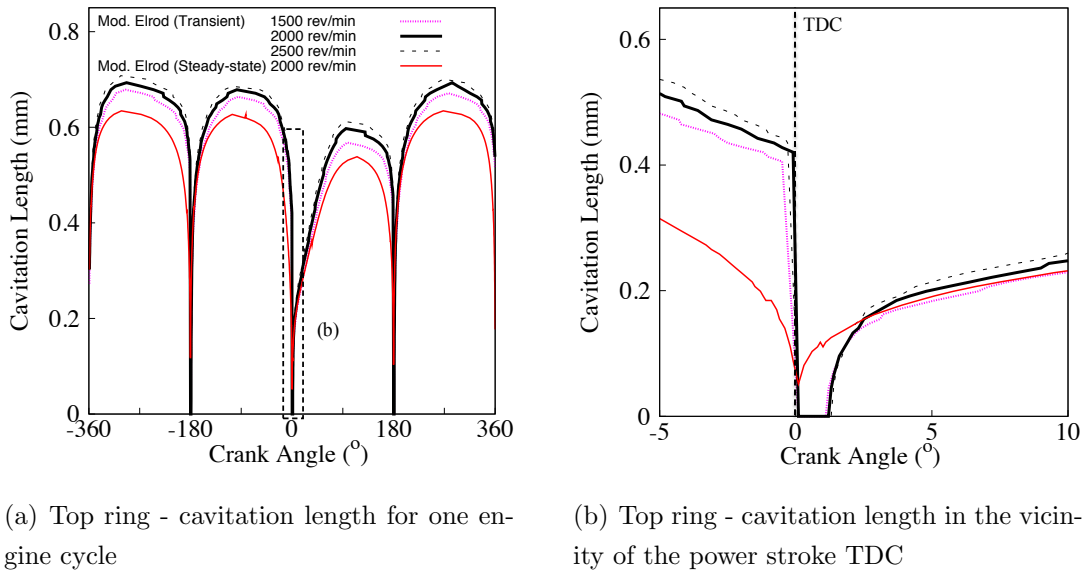 Mod. Elrod (Transient) 1500 rev/min
2000 rev/min
2500 rev/min
Mod. Elrod (Steady-state) 2000 rev/min
Cavitation Length (mm)
0.8
0.6
0.4
0.2
0
-360 -180 0 180 360
Crank Angle (°)
(b)
TDC
Cavitation Length (mm)
0.6
0.4
0.2
0
-5 0 5 10
Crank Angle (°)
(a) Top ring - cavitation length for one en-
gine cycle
(b) Top ring - cavitation length in the vicin-
ity of the power stroke TDC